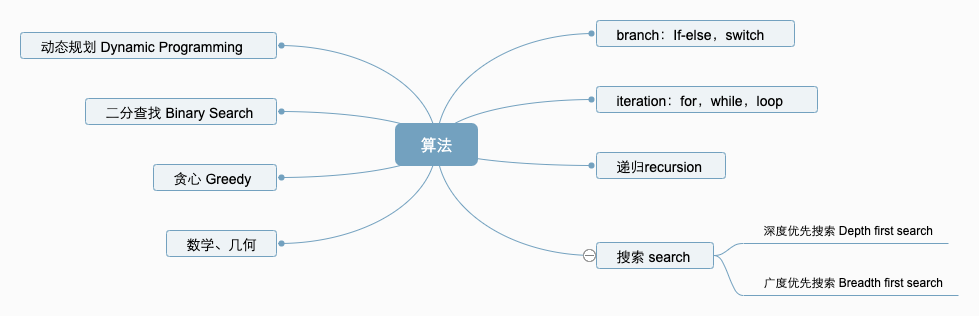 动态规划 Dynamic Programming
二分查找 Binary Search
贪心 Greedy
数学、几何
算法
branch：If-else，switch
iteration：for，while，loop
递归recursion
搜索 search
深度优先搜索 Depth first search
广度优先搜索 Breadth first search